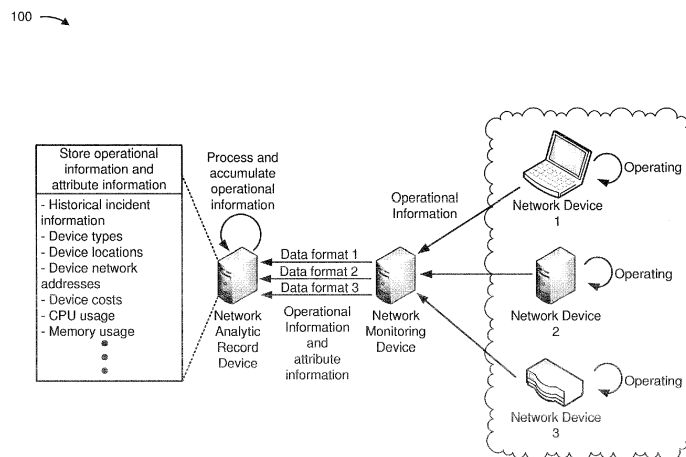 100
Store operational
information and
attribute information
- Historical incident
information
- Device types
- Device locations
- Device network
addresses
- Device costs
- CPU usage
- Memory usage
Process and
accumulate
operational
information
Network
Analytic
Record
Device
Data format 1
Data format 2
Data format 3
Operational
Information
and
attribute
information
Network
Monitoring
Device
Operational
Information
Operating
Network Device
1
Operating
Network Device
2
Operating
Network Device
3